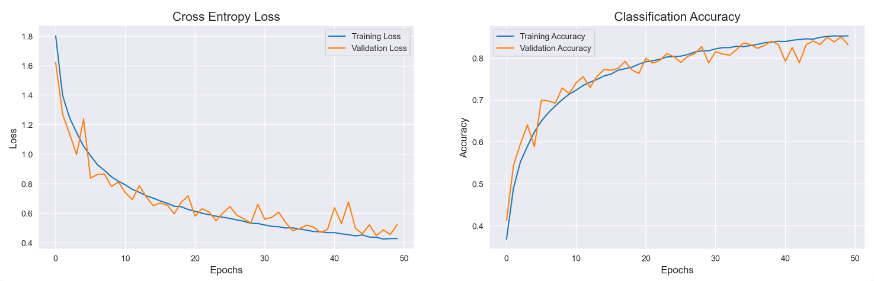 Cross Entropy Loss
Training Loss
Validation Loss
1.8
1.6
1.4
1.2
1.0
0.8
0.6
0.4
Loss
0 10 20 30 40 50
Epochs
Classification Accuracy
Training Accuracy
Validation Accuracy
0.8
0.7
0.6
0.5
0.4
Accuracy
0 10 20 30 40 50
Epochs